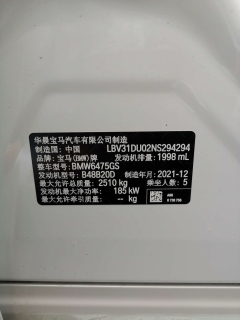 华晨宝马汽车有限公司制造
制造国：中国 LBV31DU02NS294294
品牌：宝马(BMW)牌 发动机排量：1998 mL
整车型号：BMW6475GS
发动机型号：B48B20D 制造年月：2021-12
最大允许总质量：2510 kg 乘坐人数：5
发动机最大净功率：185 kW
最大允许牵引质量：- kg